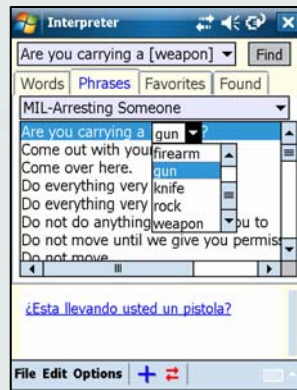 Interpreter
Are you carrying a [weapon] Find
Words Phrases Favorites Found
MIL-Arresting Someone
Are you carrying a gun ?
Come out with your
firearm
Come over here.
gun
Do everything very
knife
Do everything very
rock
Do not do anything
weapon
ou to
Do not move until we give you permis
Do not move
¿Esta llevando usted un pistola?
File Edit Options